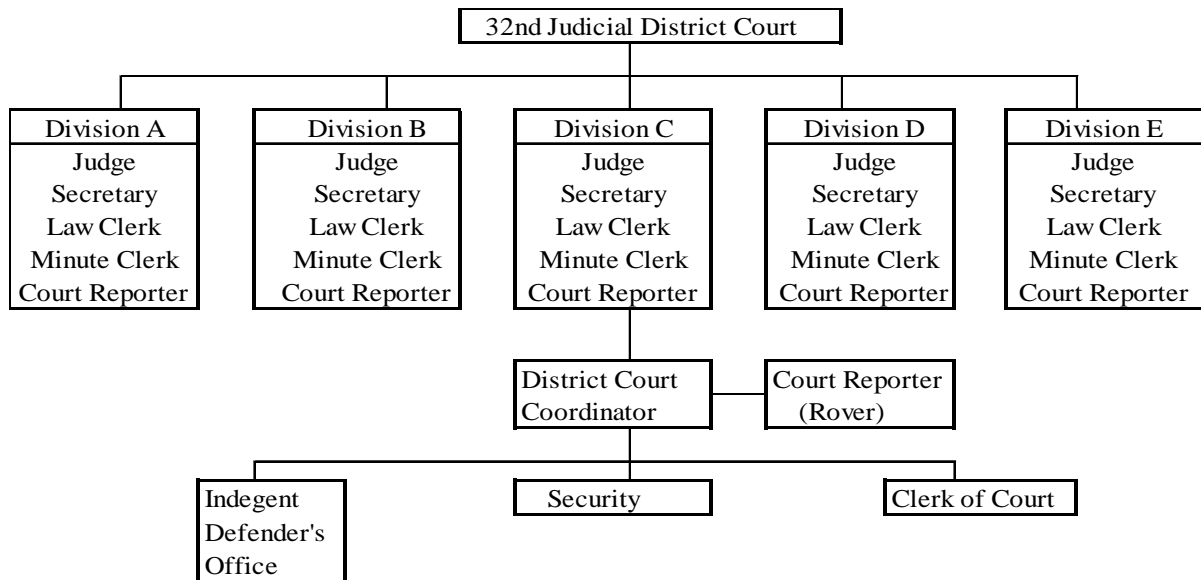 32nd Judicial District Court
Division A
Judge
Secretary
Law Clerk
Minute Clerk
Court Reporter
Division B
Judge
Secretary
Law Clerk
Minute Clerk
Court Reporter
Division C
Judge
Secretary
Law Clerk
Minute Clerk
Court Reporter
Division D
Judge
Secretary
Law Clerk
Minute Clerk
Court Reporter
Division E
Judge
Secretary
Law Clerk
Minute Clerk
Court Reporter
District Court
Coordinator
Court Reporter
(Rover)
Indegent
Defender's
Office
Security
Clerk of Court